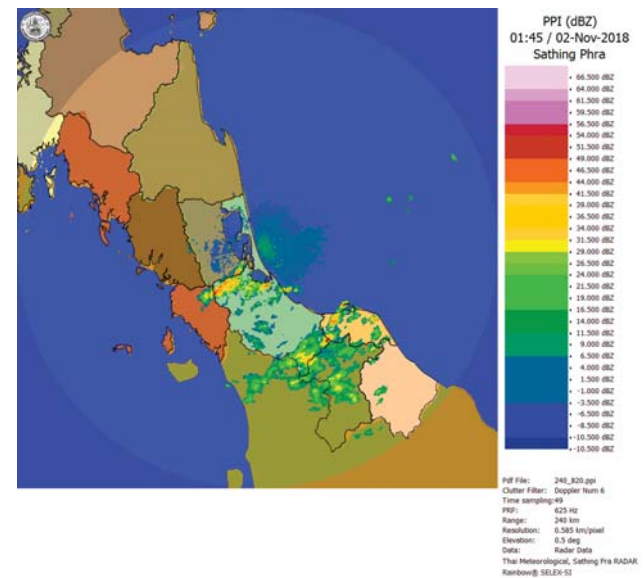 PPI (dBZ)
01:45 / 02-Nov-2018
Sathing Phra
66.500 dBZ
64.000 dBZ
61.500 dBZ
59.500 dBZ
56.500 dBZ
54.000 dBZ
51.500 dBZ
49.000 dBZ
46.500 dBZ
44.000 dBZ
41.500 dBZ
39.000 dBZ
36.500 dBZ
34.000 dBZ
31.500 dBZ
29.000 dBZ
26.500 dBZ
24.000 dBZ
21.500 dBZ
19.000 dBZ
16.500 dBZ
14.000 dBZ
11.500 dBZ
9.000 dBZ
6.500 dBZ
4.000 dBZ
1.500 dBZ
-1.000 dBZ
-3.500 dBZ
-6.500 dBZ
-8.500 dBZ
-10.500 dBZ
-10.500 dBZ
Pdf File: 240_820.ppi
Clutter Filter: Doppler Num 6
Time sampling:49
PRF: 625 Hz
Range: 240 km
Resolution: 0.585 km/pixel
Elevation: 0.5 deg
Data: Radar Data
Thai Meteorological, Sathing Pra RADAR
Rainbow® SELEX-SI